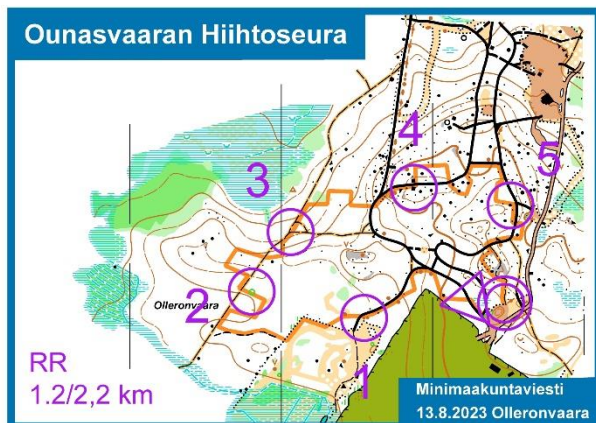 Ounasvaaran Hiihtoseura
4
5
3
2
Olleronvaara
1
RR
1.2/2,2 km
Minimaakuntaviesti
13.8.2023 Olleronvaara